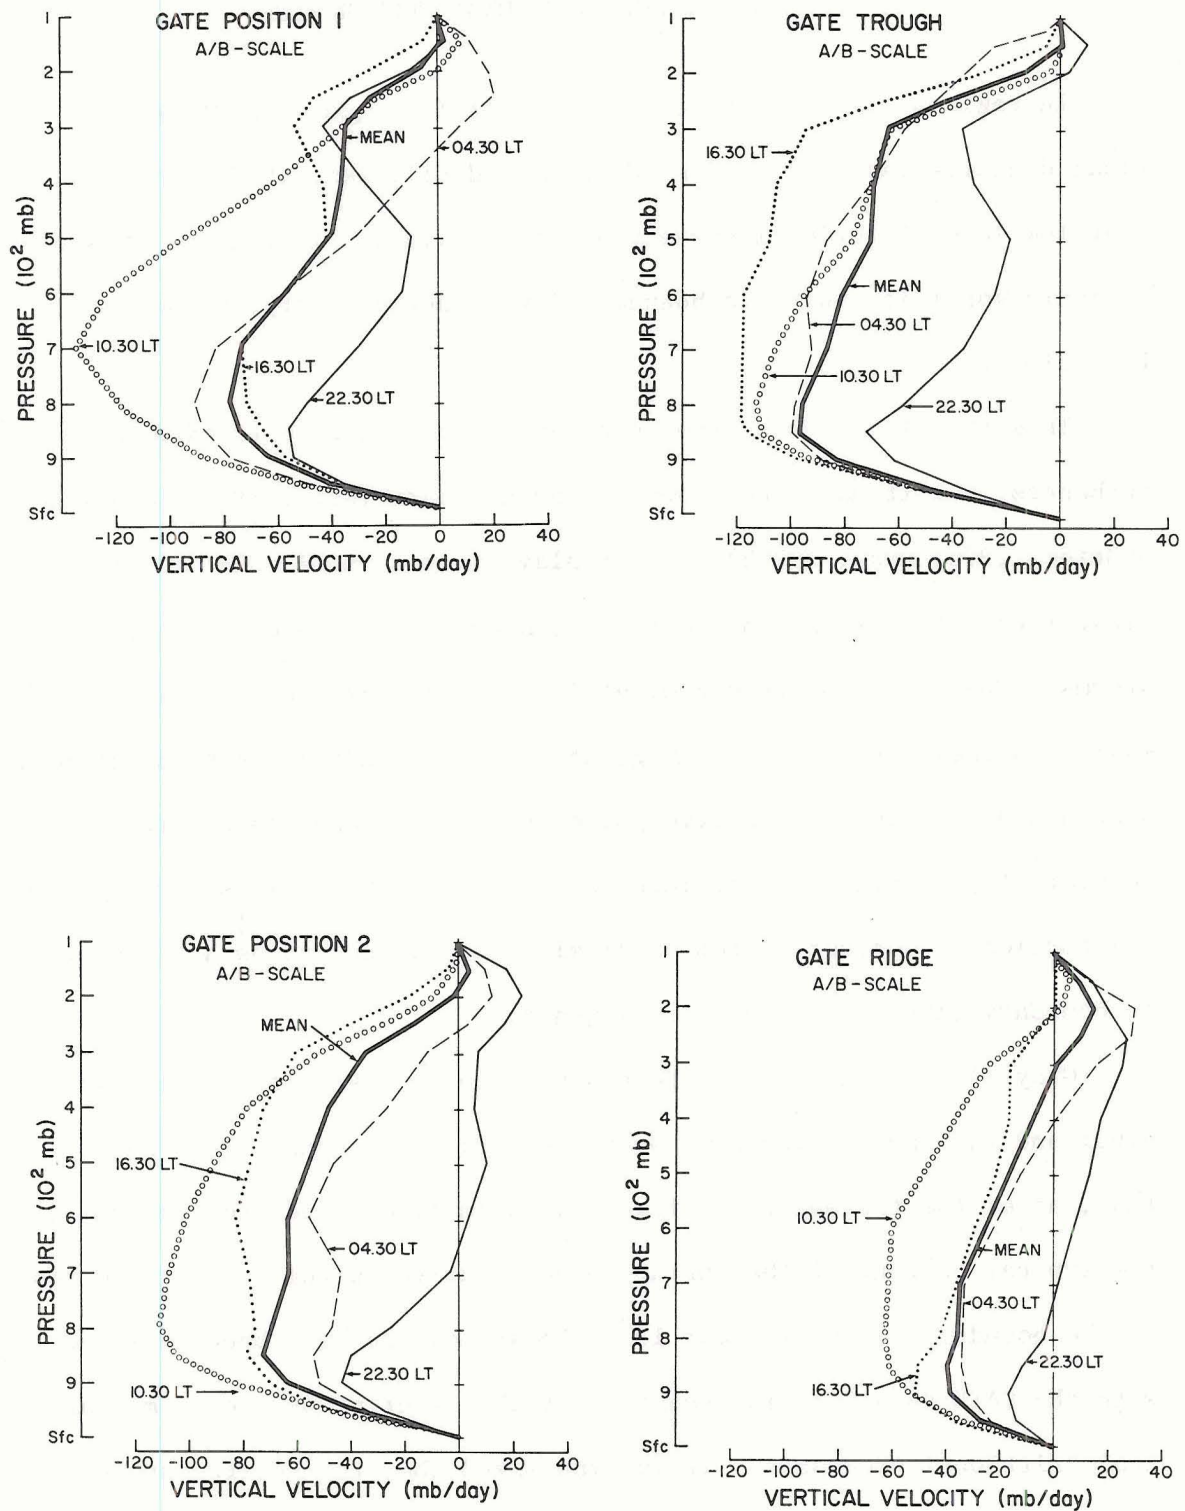 GATE POSITION 1
A/B-SCALE
1
2
3
4
5
6
7
8
9
Sfc
PRESSURE (10² mb)
MEAN
04.30 LT
10.30 LT
16.30 LT
22.30 LT
-120 -100 -80 -60 -40 -20 0 20 40
VERTICAL VELOCITY (mb/day)
GATE TROUGH
A/B-SCALE
1
2
3
4
5
6
7
8
9
Sfc
PRESSURE (10² mb)
16.30 LT
MEAN
04.30 LT
10.30 LT
22.30 LT
-120 -100 -80 -60 -40 -20 0 20 40
VERTICAL VELOCITY (mb/day)
GATE POSITION 2
A/B-SCALE
1
2
3
4
5
6
7
8
9
Sfc
PRESSURE (10² mb)
MEAN
16.30 LT
04.30 LT
22.30 LT
10.30 LT
-120 -100 -80 -60 -40 -20 0 20 40
VERTICAL VELOCITY (mb/day)
GATE RIDGE
A/B-SCALE
1
2
3
4
5
6
7
8
9
Sfc
PRESSURE (10² mb)
10.30 LT
MEAN
04.30 LT
22.30 LT
16.30 LT
-120 -100 -80 -60 -40 -20 0 20 40
VERTICAL VELOCITY (mb/day)